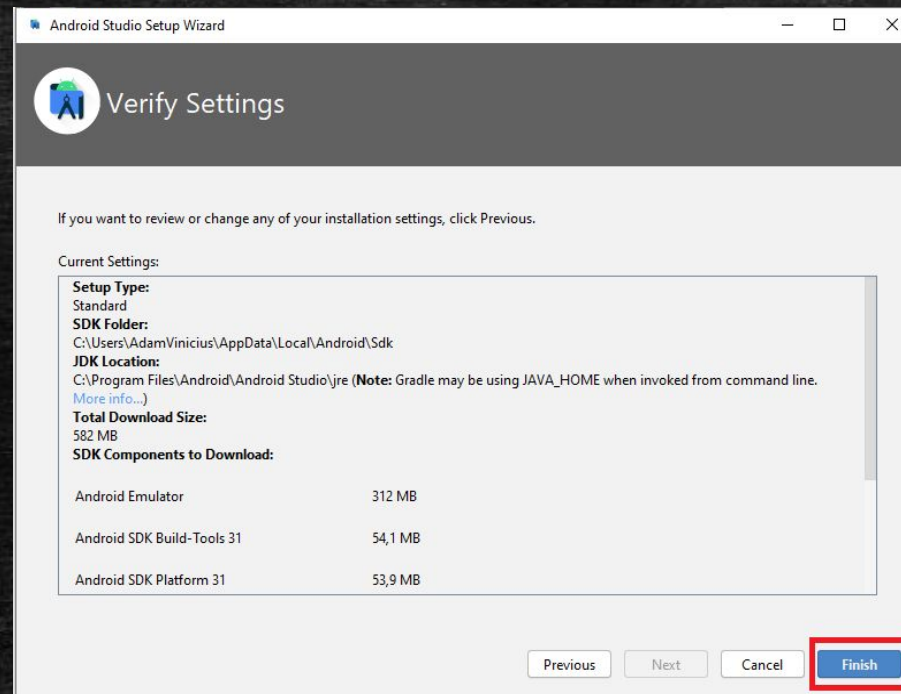 Android Studio Setup Wizard
Verify Settings
If you want to review or change any of your installation settings, click Previous.
Current Settings:
Setup Type:
Standard
SDK Folder:
C:\Users\AdamVinicius\AppData\Local\Android\Sdk
JDK Location:
C:\Program Files\Android\Android Studio\jre (Note: Gradle may be using JAVA_HOME when invoked from command line.
More info...)
Total Download Size:
582 MB
SDK Components to Download:
Android Emulator 312 MB
Android SDK Build-Tools 31 54,1 MB
Android SDK Platform 31 53,9 MB
Previous Next Cancel Finish